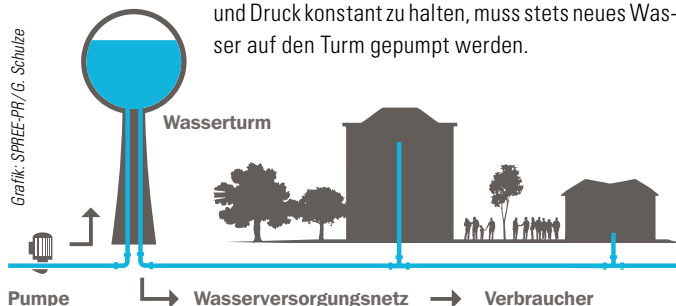 und Druck konstant zu halten, muss stets neues Was-
ser auf den Turm gepumpt werden.
Grafik: SPREE-PR/G. Schulze
Wasserturm
Pumpe
Wasserversorgungsnetz
Verbraucher